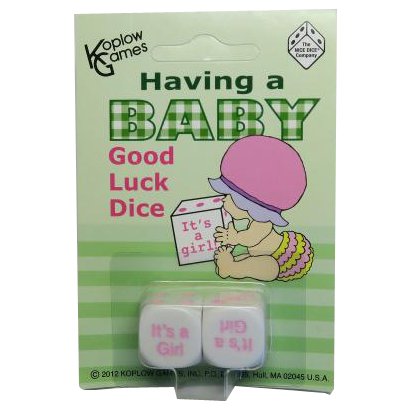 Koplow
Games
The
NICE DICE
Company
Having a
BABY
Good
Luck
Dice
It's
a
girl!
It's a
Girl
It's a
Girl
© 2012 KOPLOW GAMES, INC. P.O. Hull, MA 02045 U.S.A.